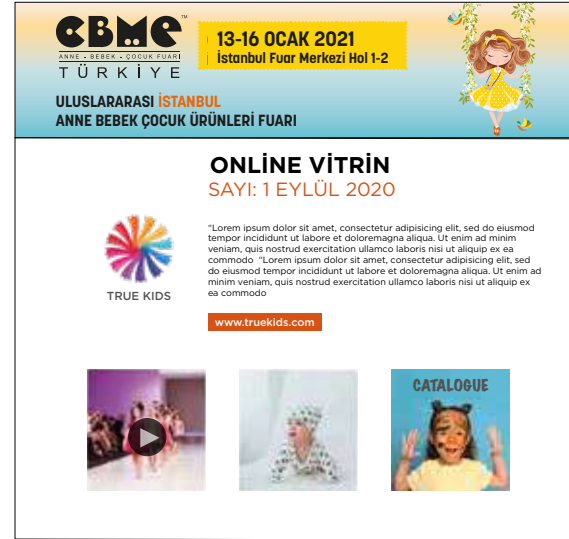 CBME™
ANNE - BEBEK - ÇOCUK FUARI
TÜRKİYE
13-16 OCAK 2021
İstanbul Fuar Merkezi Hol 1-2
ULUSLARARASI İSTANBUL
ANNE BEBEK ÇOCUK ÜRÜNLERİ FUARI
ONLİNE VİTRİN
SAYI: 1 EYLÜL 2020
TRUE KIDS
“Lorem ipsum dolor sit amet, consectetur adipisicing elit, sed do eiusmod
tempor incididunt ut labore et doloremagna aliqua. Ut enim ad minim
veniam, quis nostrud exercitation ullamco laboris nisi ut aliquip ex ea
commodo “Lorem ipsum dolor sit amet, consectetur adipisicing elit, sed
do eiusmod tempor incididunt ut labore et doloremagna aliqua. Ut enim ad
minim veniam, quis nostrud exercitation ullamco laboris nisi ut aliquip ex
ea commodo
www.truekids.com
CATALOGUE